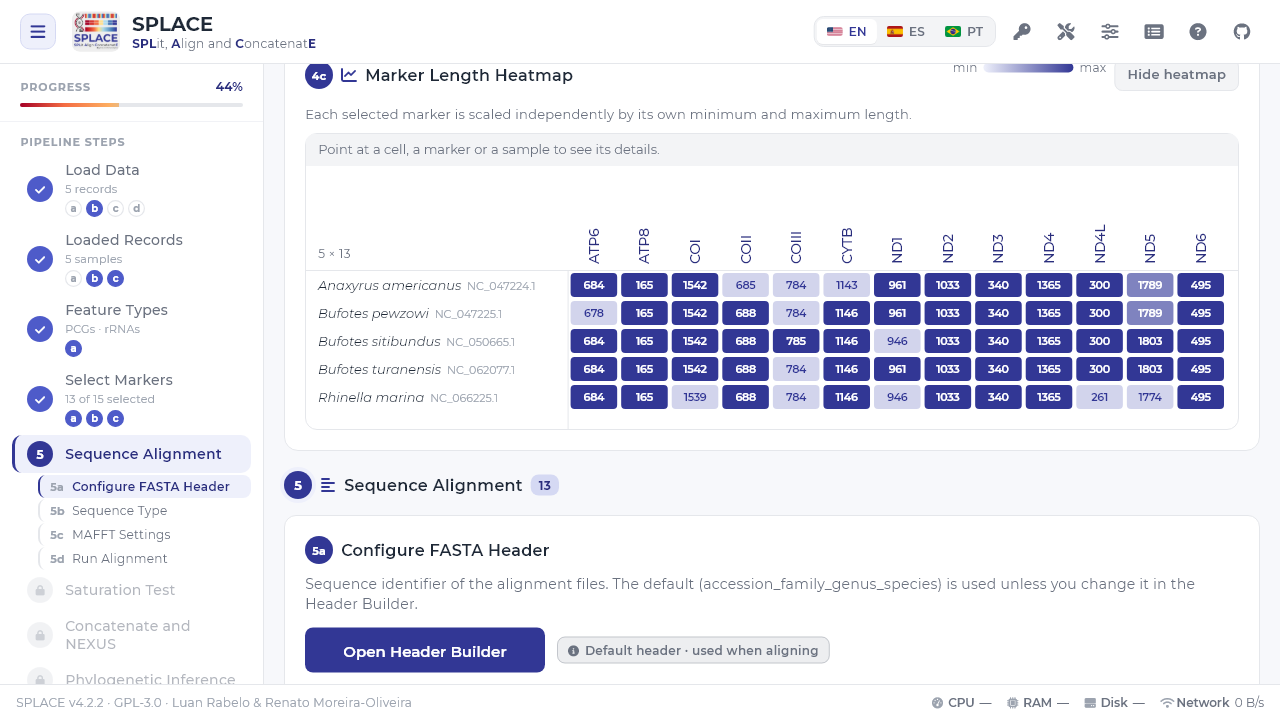 SPLACE
SPLit, Align and ConcatenatE
EN
ES
PT
PROGRESS
44%
PIPELINE STEPS
Load Data
5 records
a b c d
Loaded Records
5 samples
a b c
Feature Types
PCGs · rRNAs
a
Select Markers
13 of 15 selected
a b c
5 Sequence Alignment
5a Configure FASTA Header
5b Sequence Type
5c MAFFT Settings
5d Run Alignment
Saturation Test
Concatenate and
NEXUS
Phylogenetic Inference
4c Marker Length Heatmap
min max
Hide heatmap
Each selected marker is scaled independently by its own minimum and maximum length.
Point at a cell, a marker or a sample to see its details.
5 × 13 ATP6 ATP8 COI COII COIII CYTB ND1 ND2 ND3 ND4 ND4L ND5 ND6
Anaxyrus americanus NC_047224.1 684 165 1542 685 784 1143 961 1033 340 1365 300 1789 495
Bufotes pewzowi NC_047225.1 678 165 1542 688 784 1146 961 1033 340 1365 300 1789 495
Bufotes sitibundus NC_050665.1 684 165 1542 688 785 1146 946 1033 340 1365 300 1803 495
Bufotes turanensis NC_062077.1 684 165 1542 688 784 1146 961 1033 340 1365 300 1803 495
Rhinella marina NC_066225.1 684 165 1539 688 784 1146 946 1033 340 1365 261 1774 495
5 Sequence Alignment 13
5a Configure FASTA Header
Sequence identifier of the alignment files. The default (accession_family_genus_species) is used unless you change it in the
Header Builder.
Open Header Builder
Default header · used when aligning
SPLACE v4.2.2 · GPL-3.0 · Luan Rabelo & Renato Moreira-Oliveira
CPU — RAM — Disk — Network 0 B/s